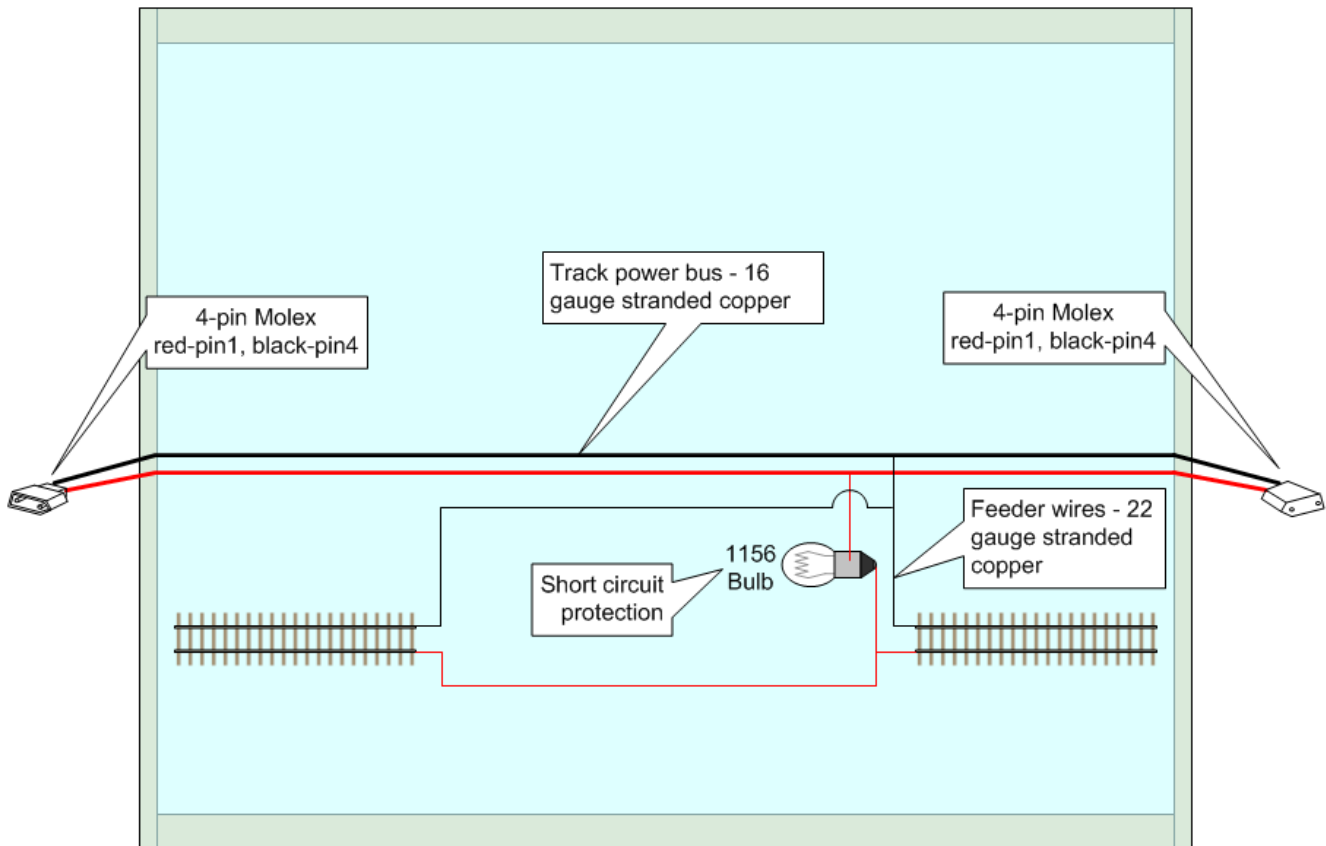 Track power bus - 16
gauge stranded copper
4-pin Molex
red-pin1, black-pin4
4-pin Molex
red-pin1, black-pin4
Feeder wires - 22
gauge stranded
copper
1156
Bulb
Short circuit
protection